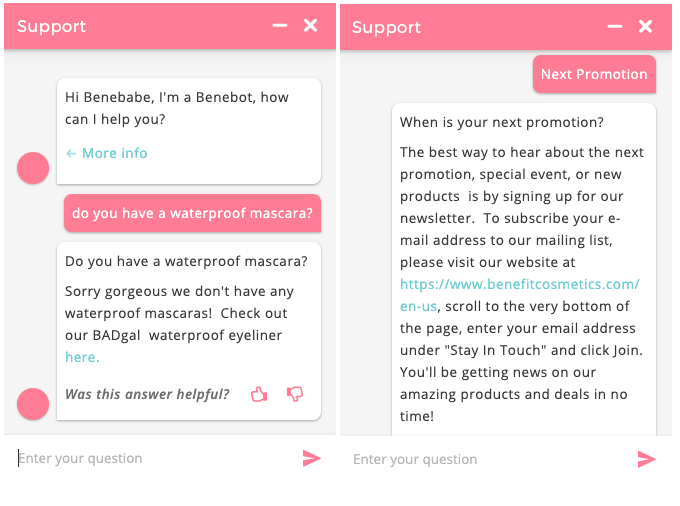 Support
Hi Benebabe, I'm a Benebot, how
can I help you?
← More info
do you have a waterproof mascara?
Do you have a waterproof mascara?
Sorry gorgeous we don't have any
waterproof mascaras!  Check out
our BADgal  waterproof eyeliner
here.
Was this answer helpful?
Enter your question
Support
Next Promotion
When is your next promotion?
The best way to hear about the next
promotion, special event, or new
products  is by signing up for our
newsletter.  To subscribe your e-
mail address to our mailing list,
please visit our website at
https://www.benefitcosmetics.com/
en-us, scroll to the very bottom of
the page, enter your email address
under "Stay In Touch" and click Join.
You'll be getting news on our
amazing products and deals in no
time!
Enter your question